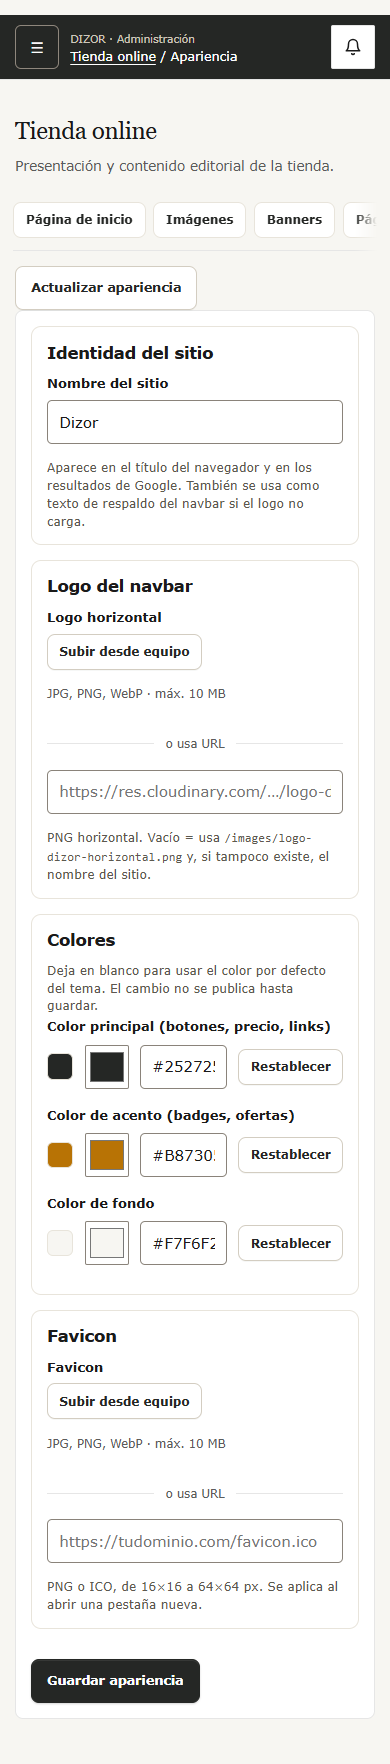 DIZOR · Administración
Tienda online / Apariencia
Tienda online
Presentación y contenido editorial de la tienda.
Página de inicio
Imágenes
Banners
Actualizar apariencia
Identidad del sitio
Nombre del sitio
Dizor
Aparece en el título del navegador y en los
resultados de Google. También se usa como
texto de respaldo del navbar si el logo no
carga.
Logo del navbar
Logo horizontal
Subir desde equipo
JPG, PNG, WebP · máx. 10 MB
o usa URL
https://res.cloudinary.com/.../logo-c
PNG horizontal. Vacío = usa /images/logo-
dizor-horizontal.png y, si tampoco existe, el
nombre del sitio.
Colores
Deja en blanco para usar el color por defecto
del tema. El cambio no se publica hasta
guardar.
Color principal (botones, precio, links)
#252725
Restablecer
Color de acento (badges, ofertas)
#B87305
Restablecer
Color de fondo
#F7F6F2
Restablecer
Favicon
Favicon
Subir desde equipo
JPG, PNG, WebP · máx. 10 MB
o usa URL
https://tudominio.com/favicon.ico
PNG o ICO, de 16×16 a 64×64 px. Se aplica al
abrir una pestaña nueva.
Guardar apariencia